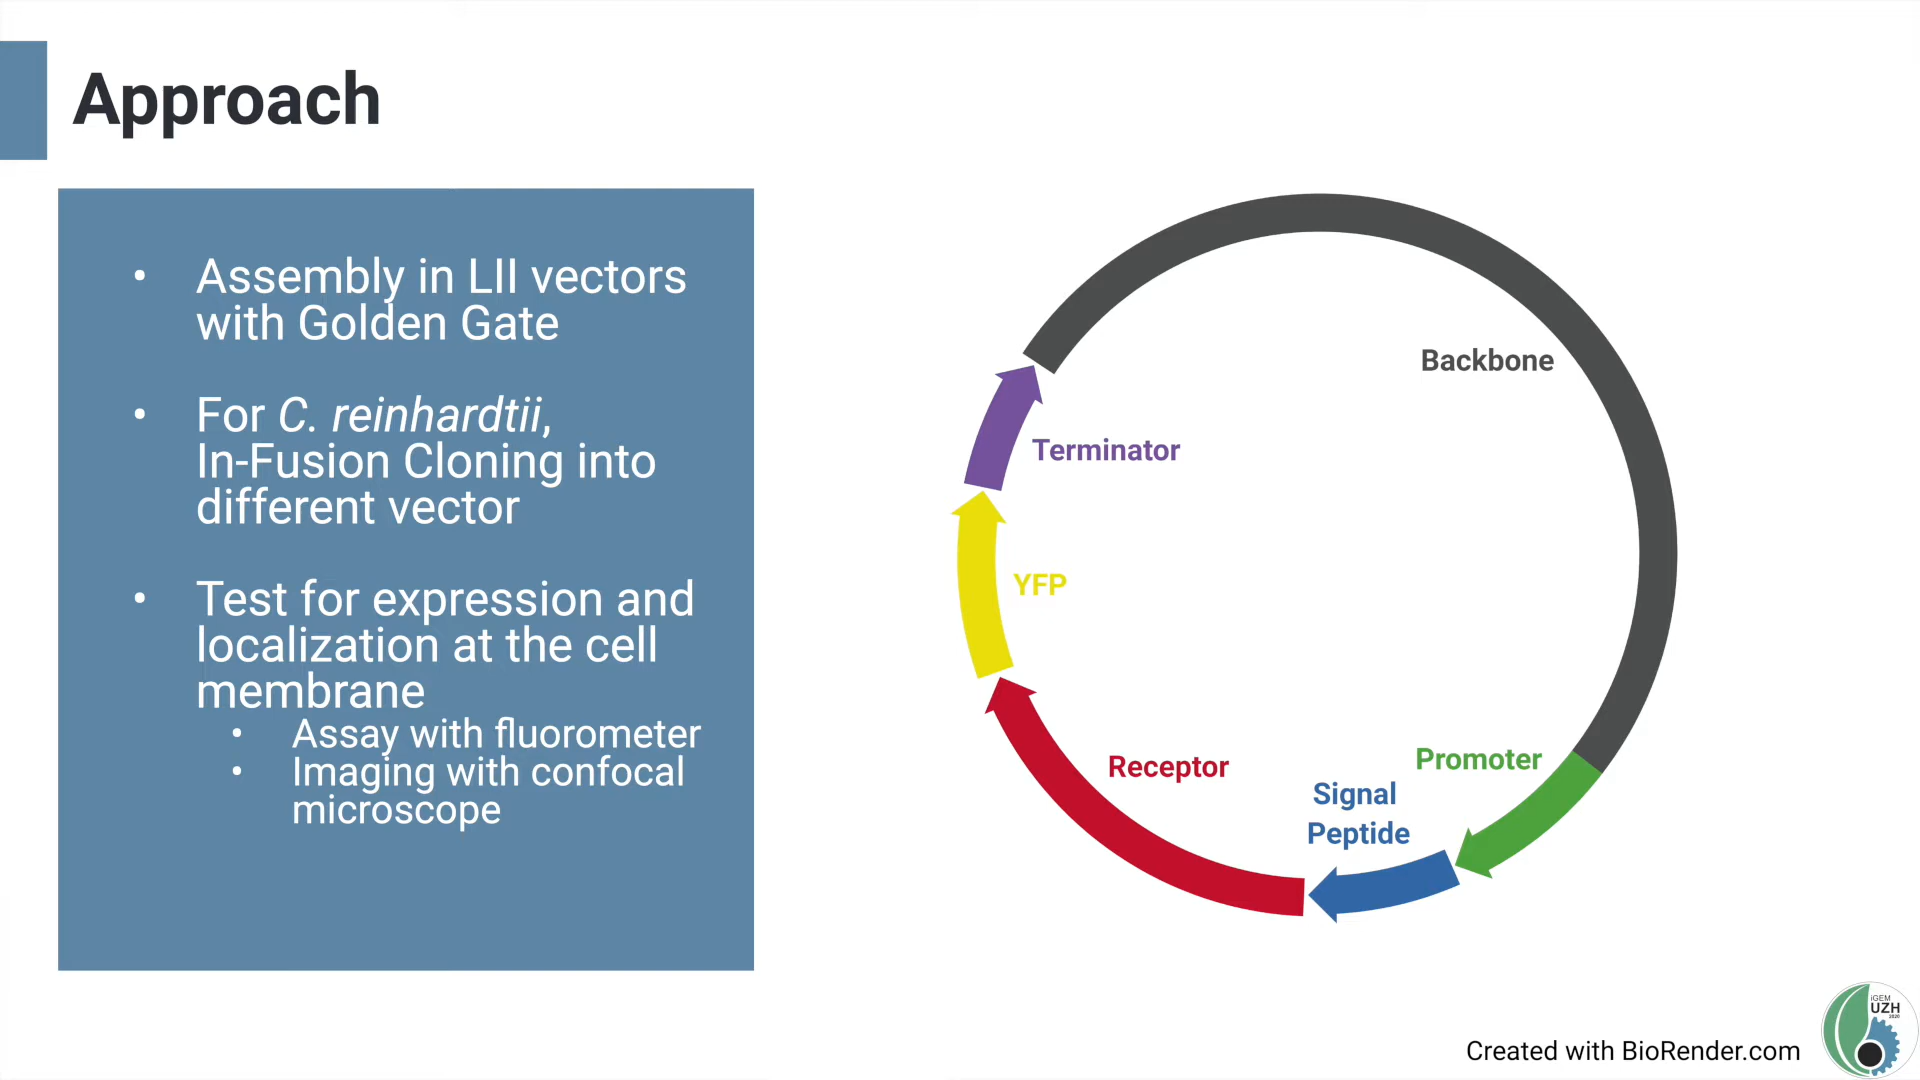 Approach
• Assembly in LII vectors
with Golden Gate
• For C. reinhardtii,
In-Fusion Cloning into
different vector
• Test for expression and
localization at the cell
membrane
• Assay with fluorometer
• Imaging with confocal
microscope
Backbone
Terminator
YFP
Receptor
Signal
Peptide
Promoter
Created with BioRender.com
iGEM
UZH
2020